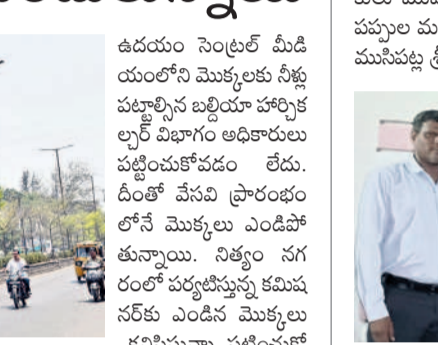 ఉదయం సెంట్రల్ మీడి
యంలోని మొక్కలకు నీళ్లు
పట్టాల్సిన బల్దియా హార్చిక
ల్చర్ విభాగం అధికారులు
పట్టించుకోవడం లేదు.
దీంతో వేసవి ప్రారంభం
లోనే మొక్కలు ఎండిపో
తున్నాయి. నిత్యం నగ
రంలో పర్యటిస్తున్న కమిష
నర్‌కు ఎండిన మొక్కలు
పప్పుల
ముసిపట్ల